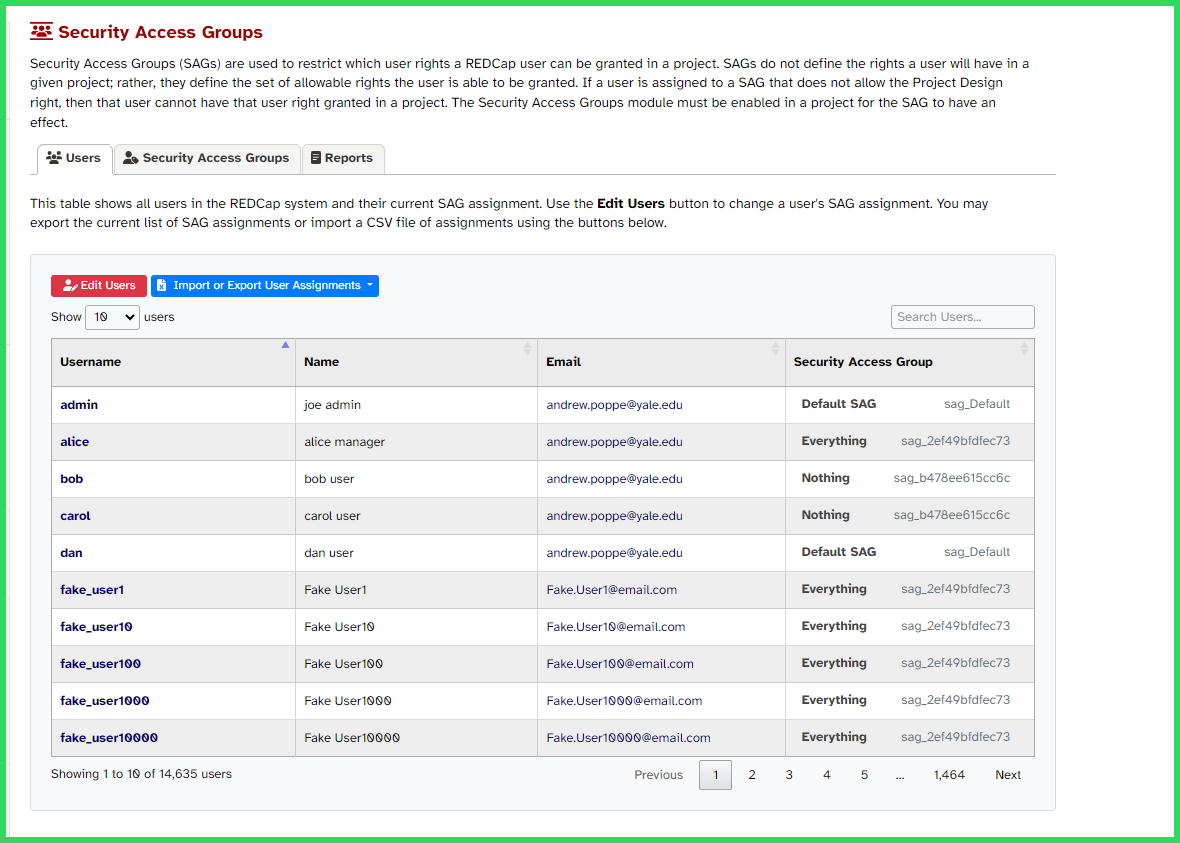 Security Access Groups
Security Access Groups (SAGs) are used to restrict which user rights a REDCap user can be granted in a project. SAGs do not define the rights a user will have in a
given project; rather, they define the set of allowable rights the user is able to be granted. If a user is assigned to a SAG that does not allow the Project Design
right, then that user cannot have that user right granted in a project. The Security Access Groups module must be enabled in a project for the SAG to have an
effect.
Users Security Access Groups Reports
This table shows all users in the REDCap system and their current SAG assignment. Use the Edit Users button to change a user's SAG assignment. You may
export the current list of SAG assignments or import a CSV file of assignments using the buttons below.
Edit Users Import or Export User Assignments
Show 10 users Search Users...
Username Name Email Security Access Group
admin joe admin andrew.poppe@yale.edu Default SAG sag_Default
alice alice manager andrew.poppe@yale.edu Everything sag_2ef49bfdfec73
bob bob user andrew.poppe@yale.edu Nothing sag_b478ee615cc6c
carol carol user andrew.poppe@yale.edu Nothing sag_b478ee615cc6c
dan dan user andrew.poppe@yale.edu Default SAG sag_Default
fake_user1 Fake User1 Fake.User1@email.com Everything sag_2ef49bfdfec73
fake_user10 Fake User10 Fake.User10@email.com Everything sag_2ef49bfdfec73
fake_user100 Fake User100 Fake.User100@email.com Everything sag_2ef49bfdfec73
fake_user1000 Fake User1000 Fake.User1000@email.com Everything sag_2ef49bfdfec73
fake_user10000 Fake User10000 Fake.User10000@email.com Everything sag_2ef49bfdfec73
Showing 1 to 10 of 14,635 users Previous 1 2 3 4 5 ... 1,464 Next